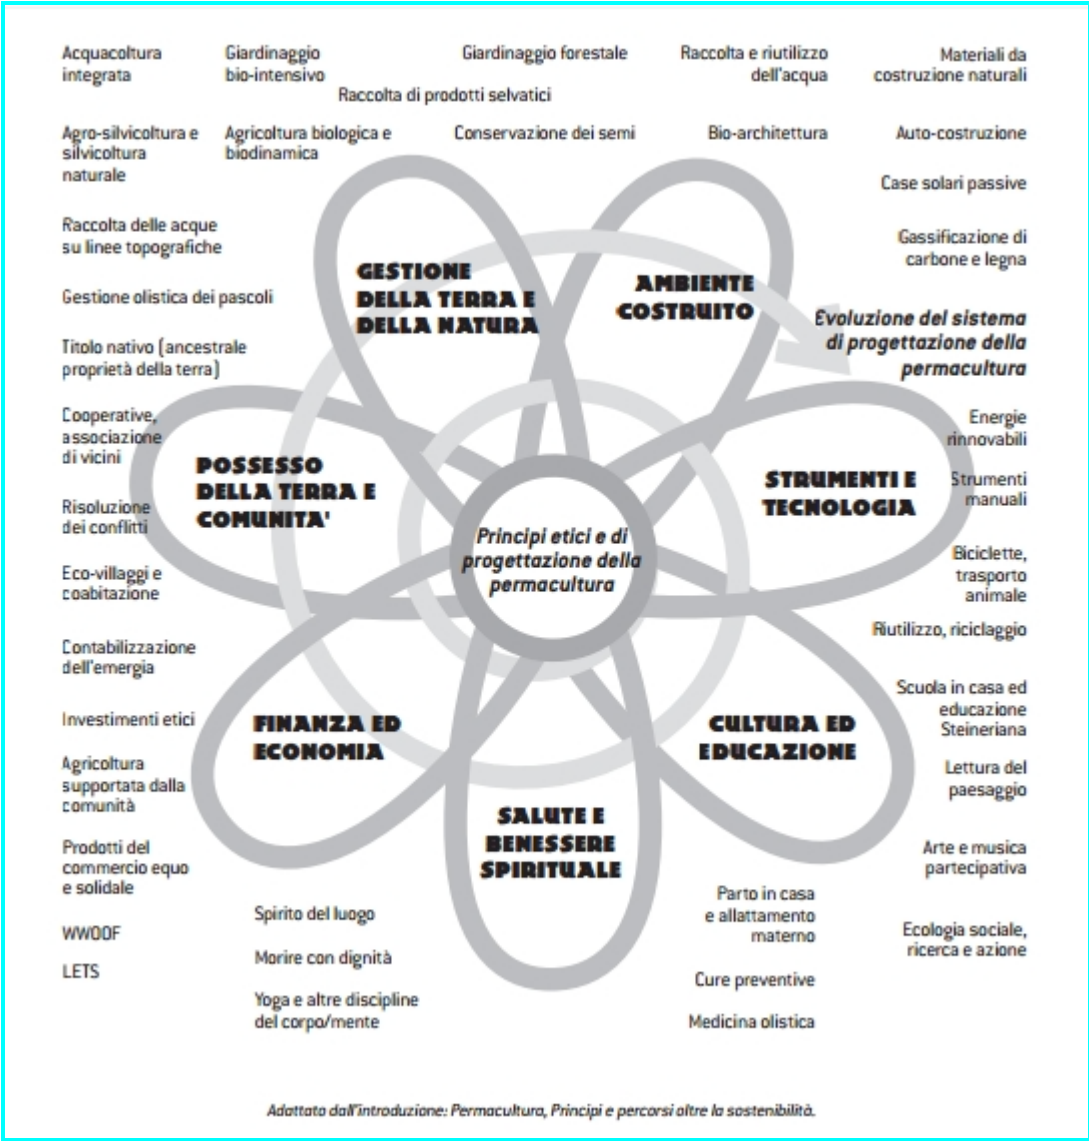 Acquacoltura
integrata
Giardinaggio
bio-intensivo
Giardinaggio forestale
Raccolta e riutilizzo
dell'acqua
Materiali da
costruzione naturali
Raccolta di prodotti selvatici
Agro-silvicoltura e
silvicoltura
naturale
Agricoltura biologica e
biodinamica
Conservazione dei semi
Bio-architettura
Auto-costruzione
Case solari passive
Raccolta delle acque
su linee topografiche
Gassificazione di
carbone e legna
GESTIONE
DELLA TERRA E
DELLA NATURA
AMBIENTE
COSTRUITO
Gestione olistica dei pascoli
Evoluzione del sistema
di progettazione della
permacultura
Titolo nativo (ancestrale
proprietà della terra)
Cooperative,
associazione
di vicini
Energie
rinnovabili
POSSESSO
DELLA TERRA E
COMUNITA'
STRUMENTI E
TECNOLOGIA
Strumenti
manuali
Risoluzione
dei conflitti
Principi etici e di
progettazione della
permacultura
Biciclette,
trasporto
animale
Eco-villaggi e
coabitazione
Riutilizzo, riciclaggio
Contabilizzazione
dell'emergia
Scuola in casa ed
educazione
Steineriana
Investimenti etici
FINANZA ED
ECONOMIA
CULTURA ED
EDUCAZIONE
Agricoltura
supportata dalla
comunità
Lettura del
paesaggio
SALUTE E
BENESSERE
SPIRITUALE
Prodotti del
commercio equo
e solidale
Arte e musica
partecipativa
WWOOF
LETS
Spirito del luogo
Morire con dignità
Yoga e altre discipline
del corpo/mente
Parto in casa
e allattamento
materno
Cure preventive
Medicina olistica
Ecologia sociale,
ricerca e azione
Adattato dall'introduzione: Permacultura, Principi e percorsi oltre la sostenibilità.